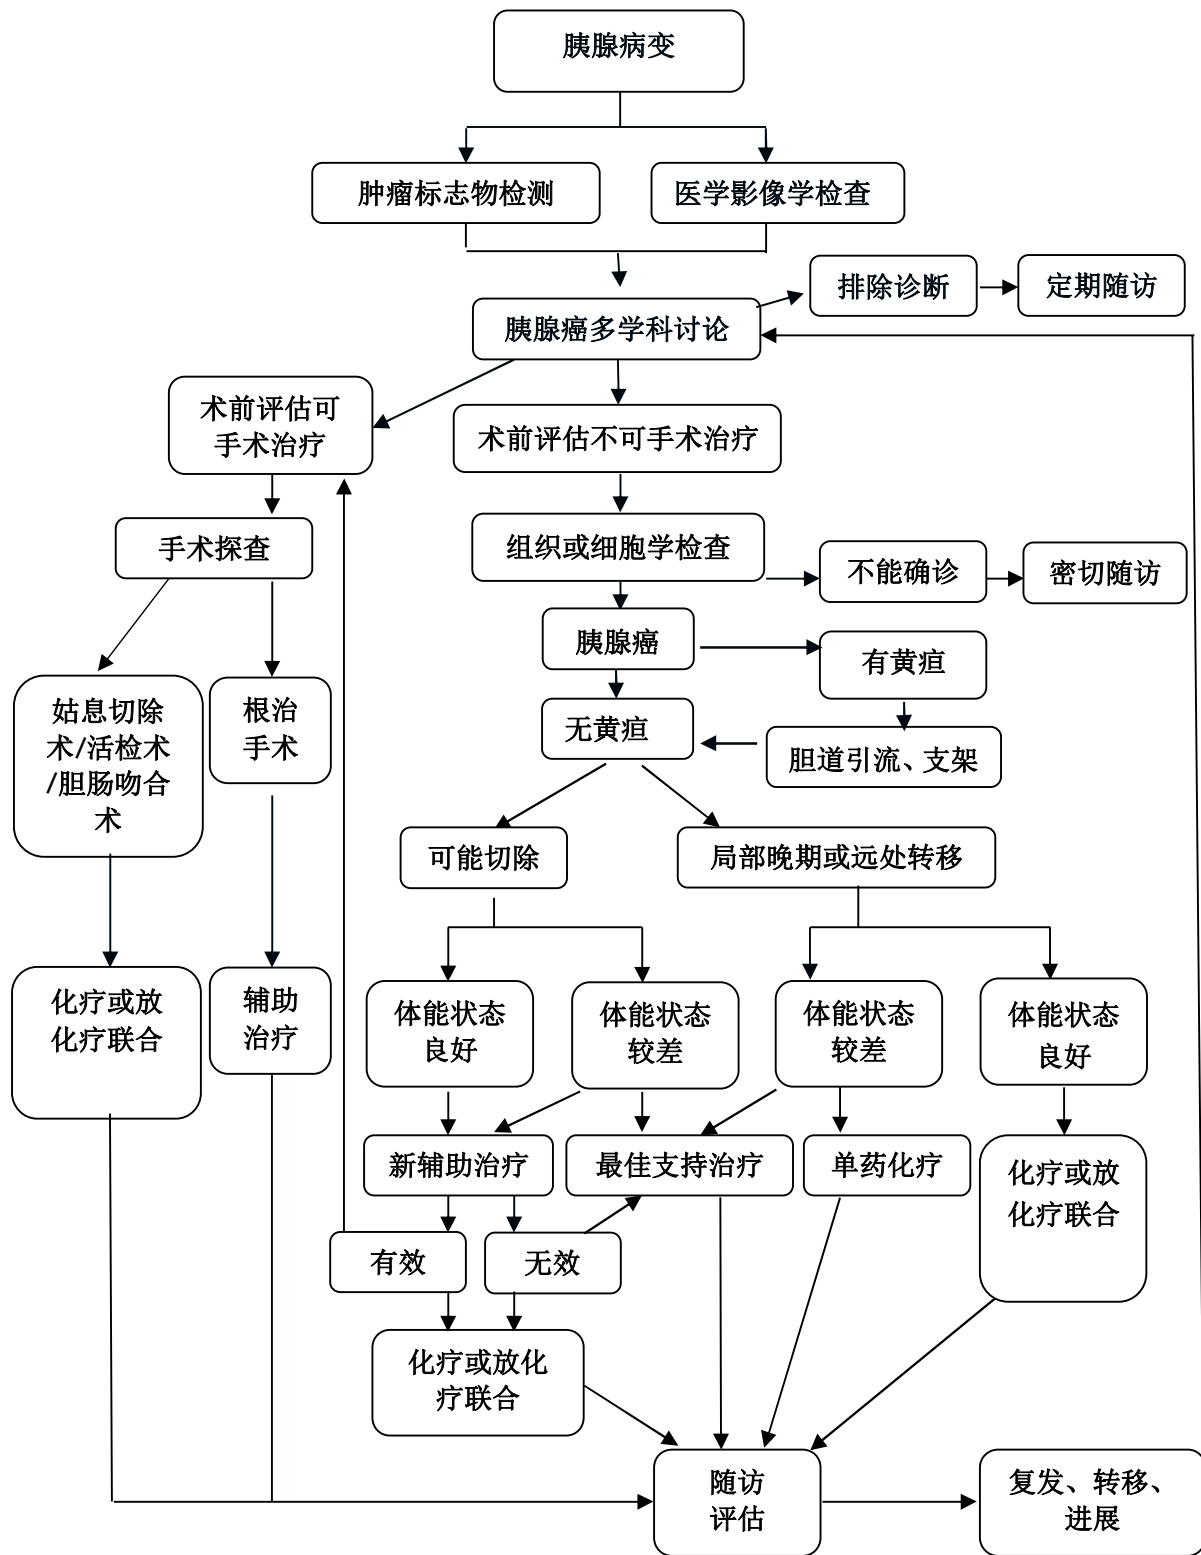 胰腺病变
肿瘤标志物检测
医学影像学检查
排除诊断
定期随访
胰腺癌多学科讨论
术前评估可
手术治疗
术前评估不可手术治疗
手术探查
组织或细胞学检查
不能确诊
密切随访
胰腺癌
有黄疸
姑息切除
术/活检术
/胆肠吻合
术
根治
手术
无黄疸
胆道引流、支架
可能切除
局部晚期或远处转移
化疗或放
化疗联合
辅助
治疗
体能状态
良好
体能状态
较差
体能状态
较差
体能状态
良好
新辅助治疗
最佳支持治疗
单药化疗
化疗或放
化疗联合
有效
无效
化疗或放化
疗联合
随访
评估
复发、转移、
进展